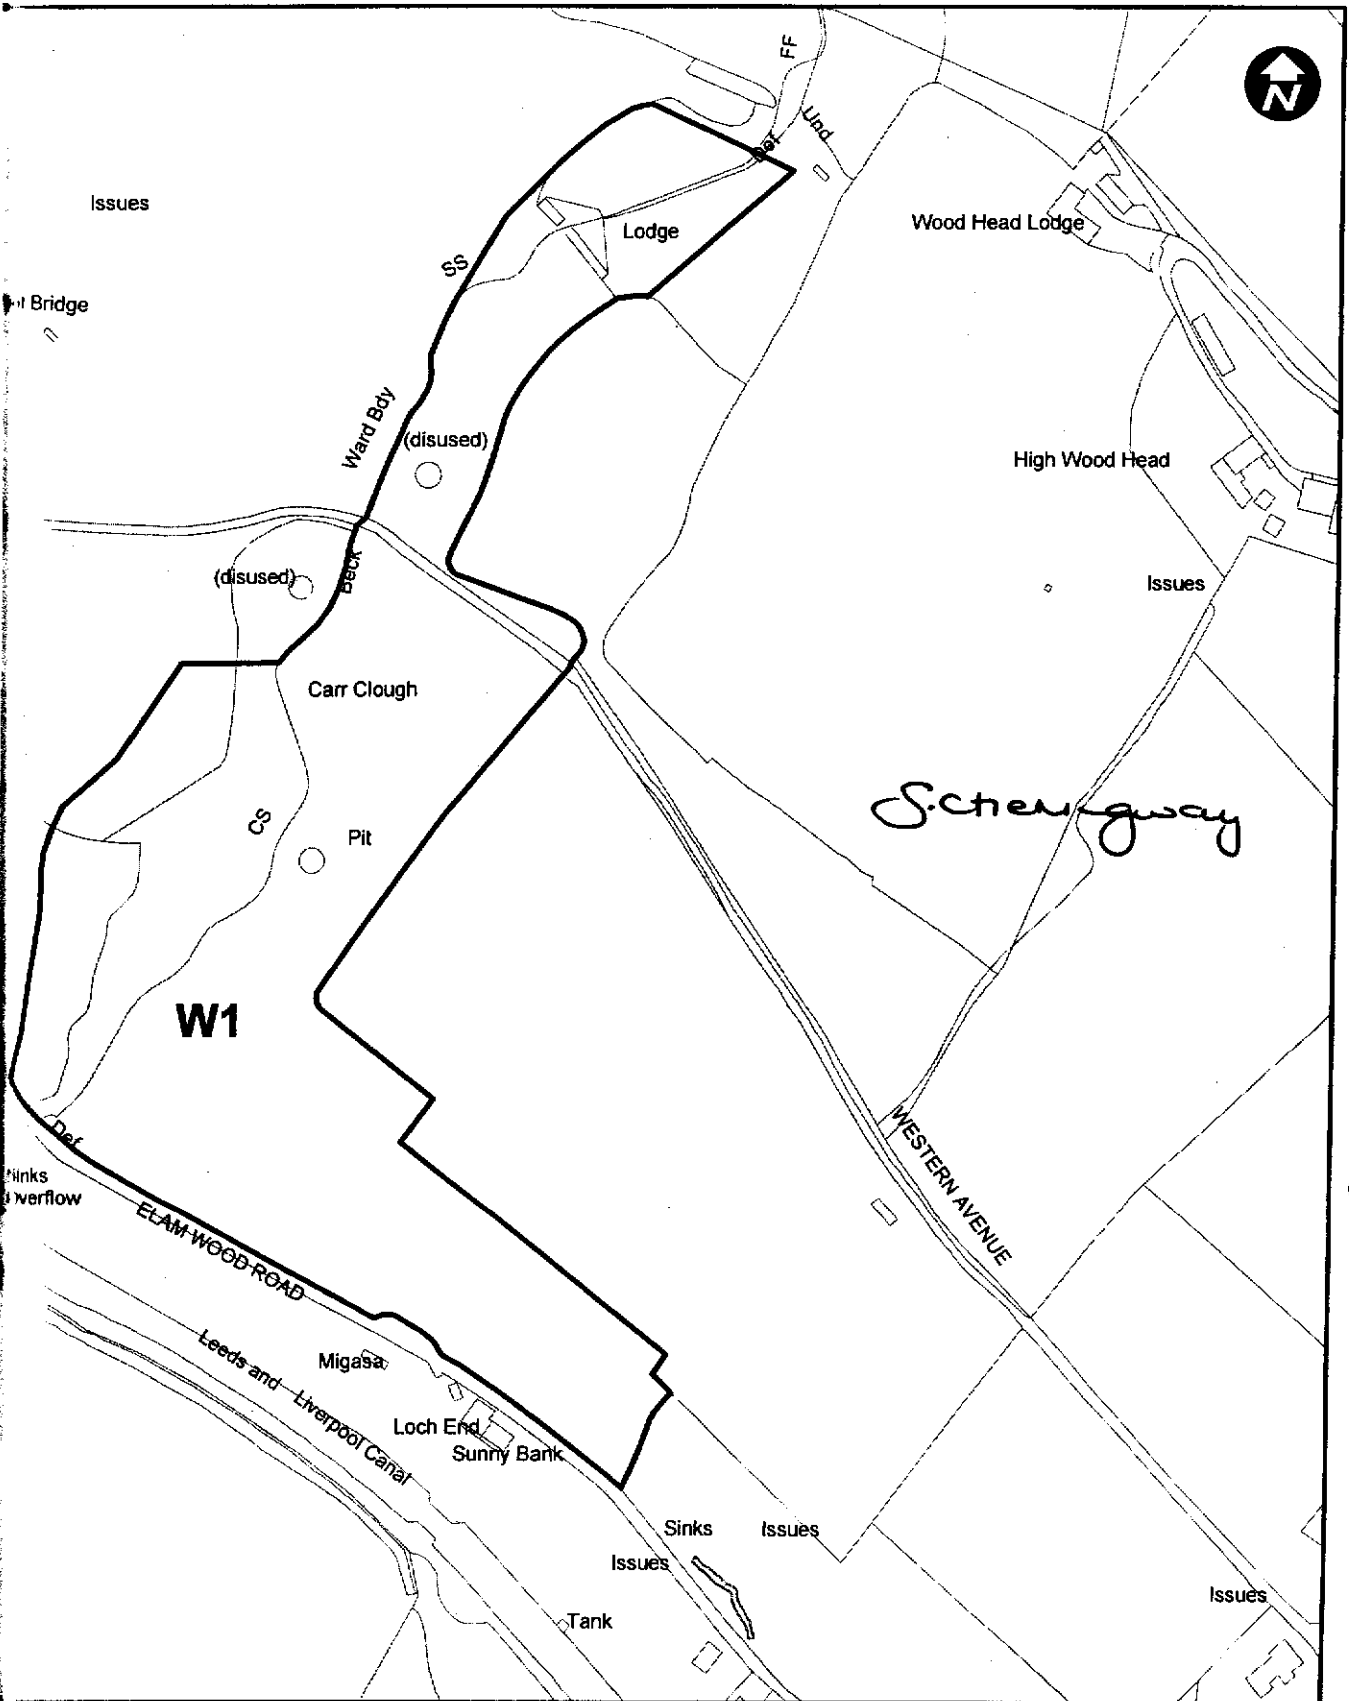 FF
N
Und
Def
Issues
Lodge
Wood Head Lodge
SS
Bridge
Ward Bdy
(disused)
High Wood Head
Beck
(disused)
Issues
Carr Clough
CS
Pit
W1
Def
WESTERN AVENUE
Sinks
ELAM WOOD ROAD
Leeds and Liverpool Canal
Migasa
Loch End
Sunny Bank
Sinks
Issues
Issues
Issues
Tank